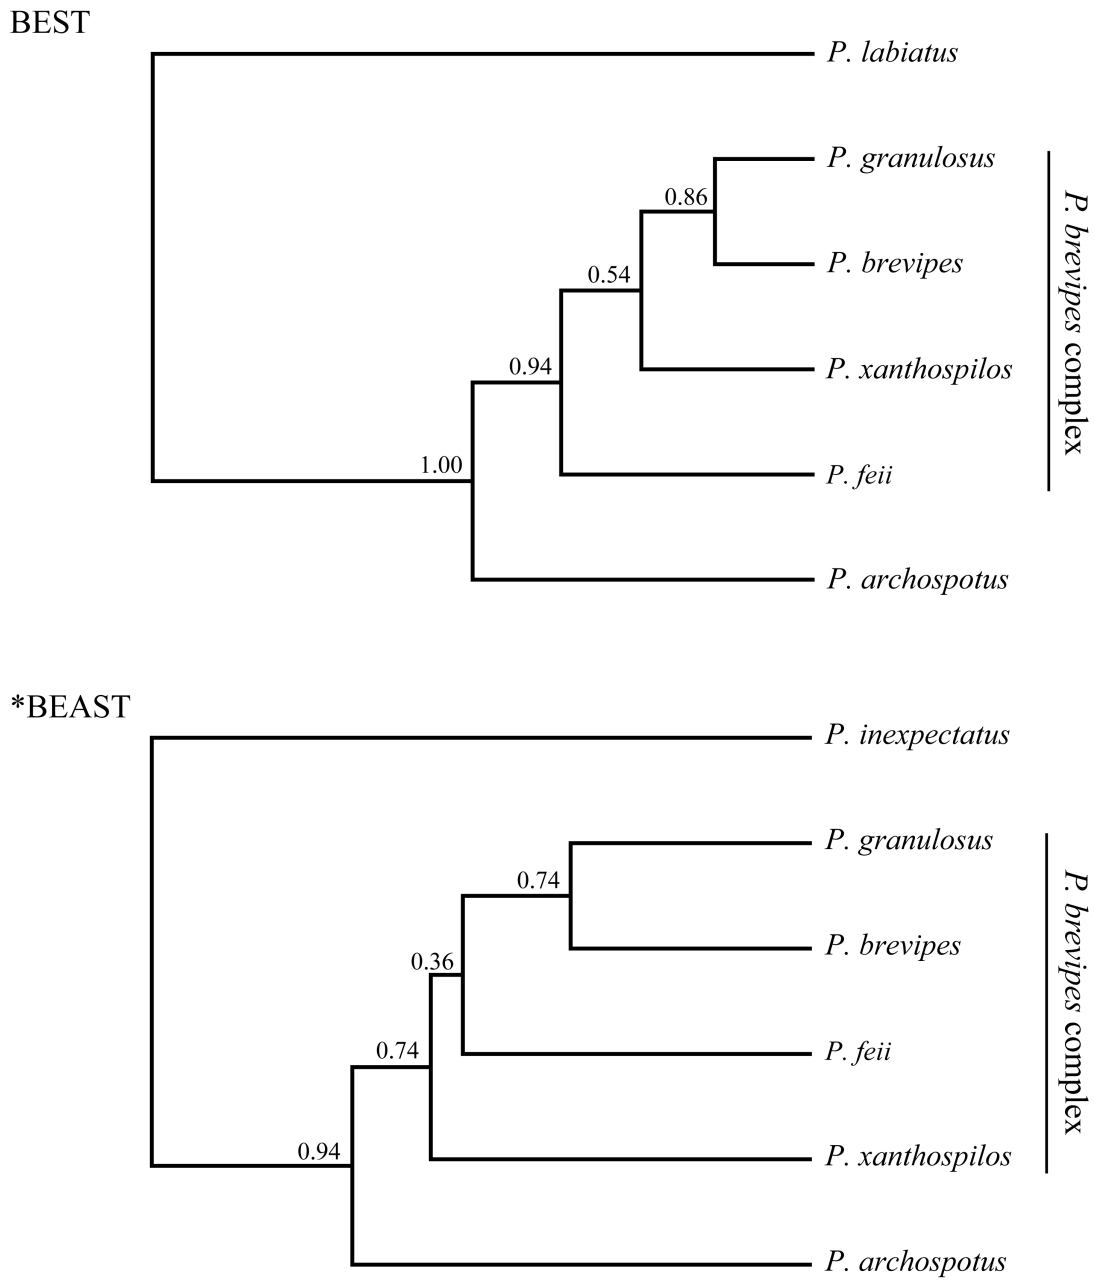 BEST
P. labiatus
P. granulosus
0.86
P. brevipes
0.54
P. xanthospilos
0.94
P. feii
1.00
P. archospotus
P. brevipes complex
*BEAST
P. inexpectatus
P. granulosus
0.74
P. brevipes
0.36
P. feii
0.74
P. xanthospilos
0.94
P. archospotus
P. brevipes complex